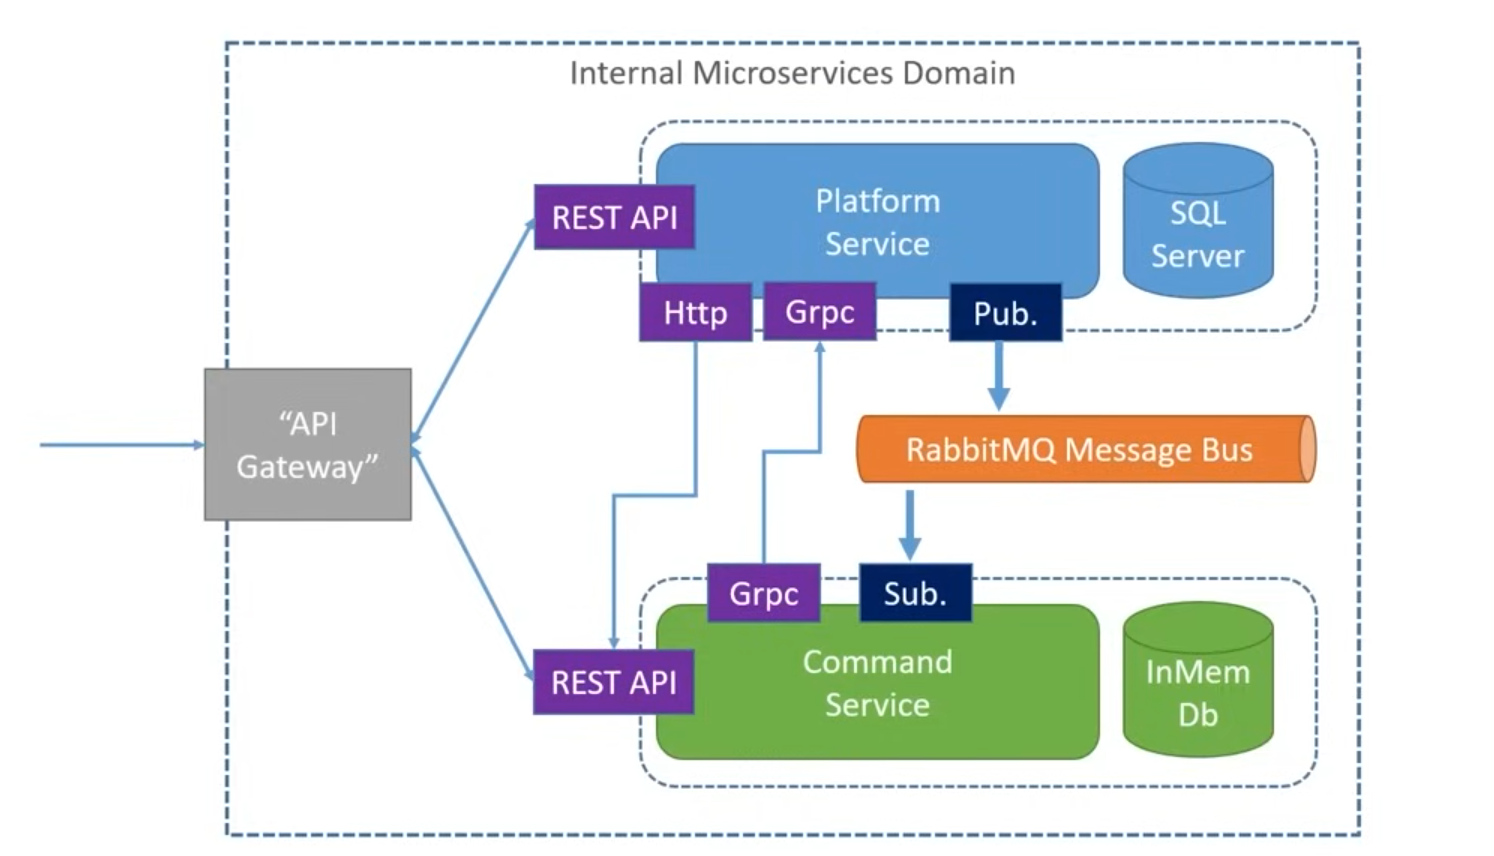 Internal Microservices Domain
REST API
Platform
Service
SQL
Server
Http
Grpc
Pub.
“API
Gateway”
RabbitMQ Message Bus
Grpc
Sub.
REST API
Command
Service
InMem
Db